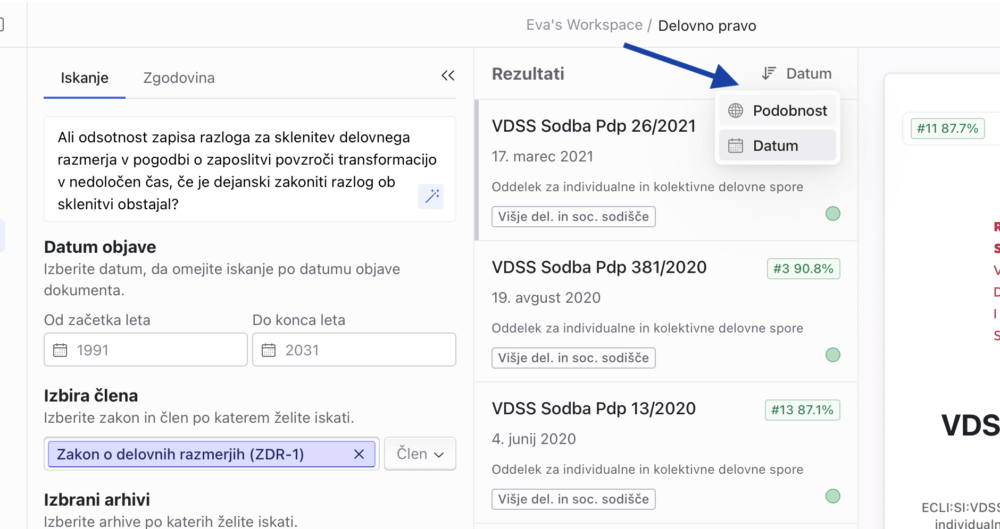 Eva's Workspace / Delovno pravo
Iskanje
Zgodovina
Ali odsotnost zapisa razloga za sklenitev delovnega
razmerja v pogodbi o zaposlitvi povzroči transformacijo
v nedoločen čas, če je dejanski zakoniti razlog ob
sklenitvi obstajal?
Datum objave
Izberite datum, da omejite iskanje po datumu objave
dokumenta.
Od začetka leta
Do konca leta
1991
2031
Izbira člena
Izberite zakon in člen po katerem želite iskati.
Zakon o delovnih razmerjih (ZDR-1)
Člen
Izbrani arhivi
Izberite arhive po katerih želite iskati.
Rezultati
Datum
Podobnost
Datum
VDSS Sodba Pdp 26/2021
17. marec 2021
Oddelek za individualne in kolektivne delovne spore
Višje del. in soc. sodišče
VDSS Sodba Pdp 381/2020
#3 90.8%
19. avgust 2020
Oddelek za individualne in kolektivne delovne spore
Višje del. in soc. sodišče
VDSS Sodba Pdp 13/2020
#13 87.1%
4. junij 2020
Oddelek za individualne in kolektivne delovne spore
Višje del. in soc. sodišče
#11 87.7%
VDS
ECLI:SI:VDSS
individualn